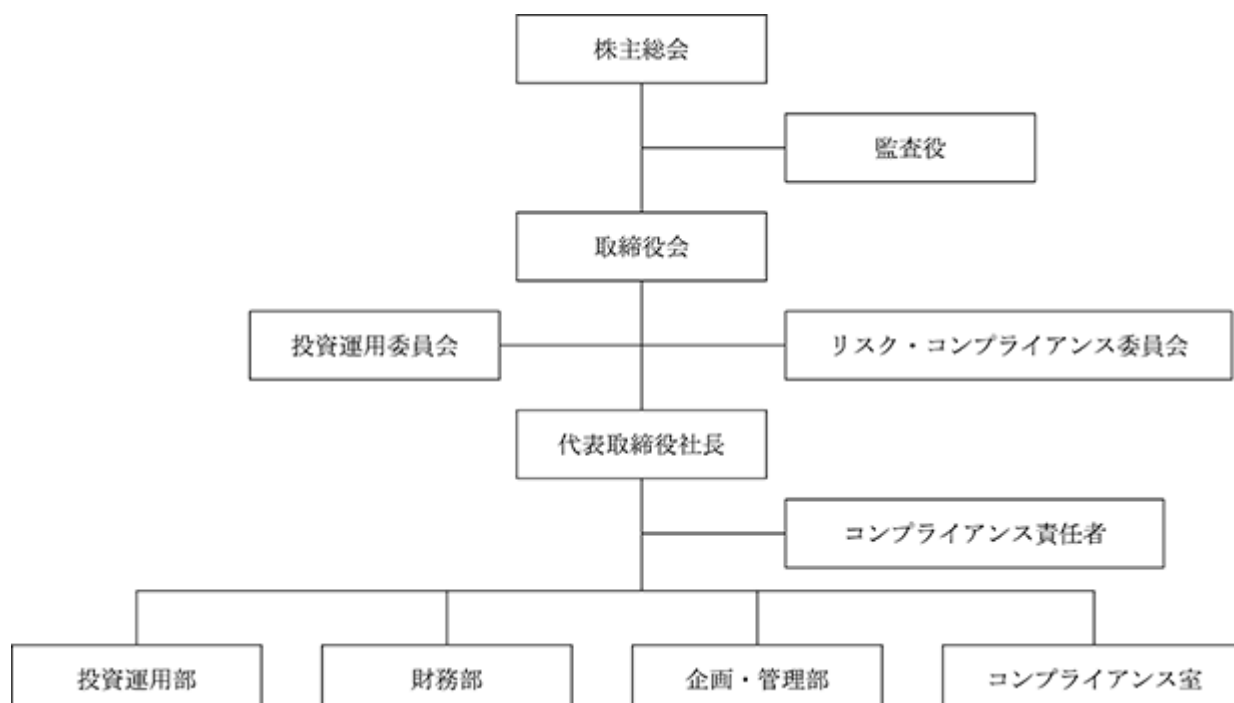 株主総会
監査役
取締役会
投資運用委員会
リスク・コンプライアンス委員会
代表取締役社長
コンプライアンス責任者
投資運用部
財務部
企画・管理部
コンプライアンス室